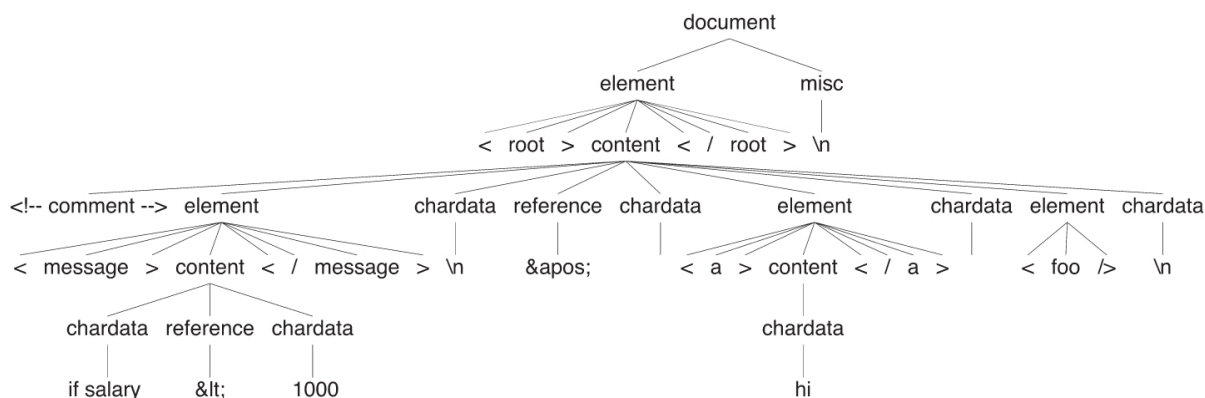 document
element misc
< root > content < / root > \n
<!-- comment --> element chardata reference chardata element chardata element chardata
< message > content < / message > \n &apos; < a > content < / a > < foo /> \n
chardata reference chardata chardata
if salary &lt; 1000 hi